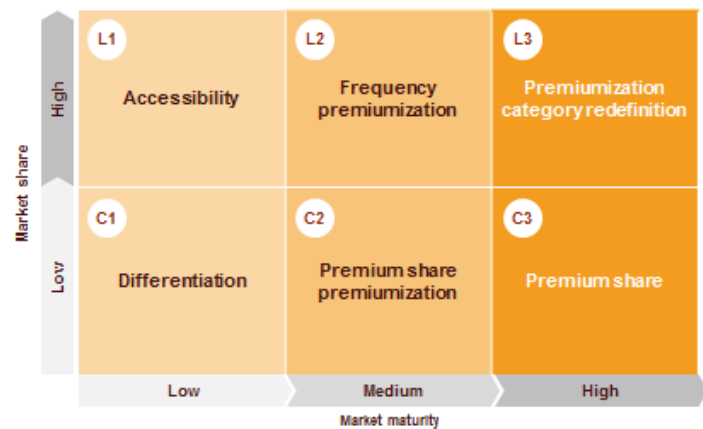 L1
L2
L3
Accessibility
Frequency
premiumization
Premiumization
category redefinition
High
Market share
C1
C2
C3
Differentiation
Premium share
premiumization
Premium share
Low
Low
Medium
High
Market maturity